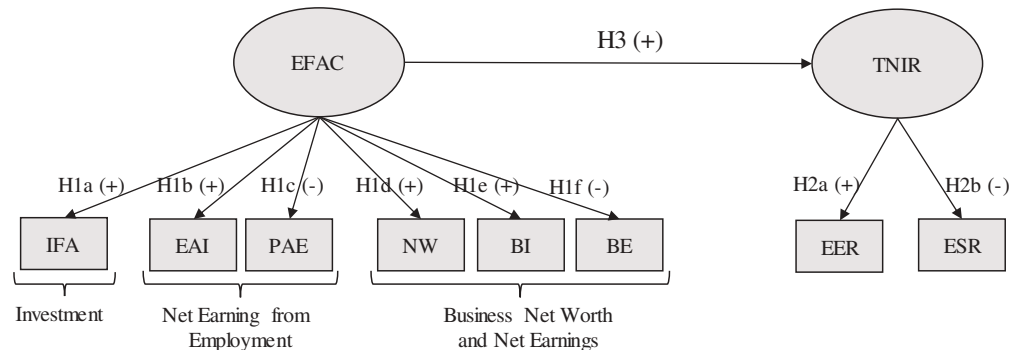 H3 (+)
EFAC
TNIR
H1a (+)
H1b (+)
H1c (-)
H1d (+)
H1e (+)
H1f (-)
H2a (+)
H2b (-)
IFA
EAI
PAE
NW
BI
BE
EER
ESR
Investment
Net Earning from
Employment
Business Net Worth
and Net Earnings